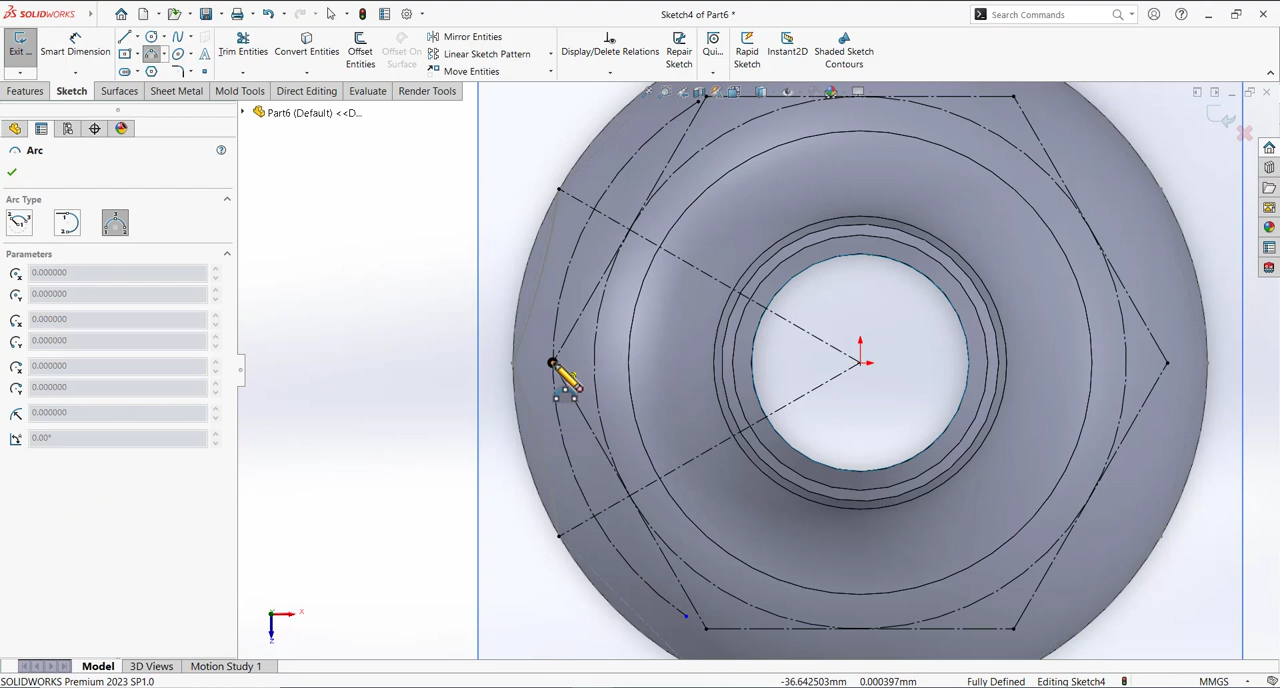 SOLIDWORKS
Sketch4 of Part6 *
Search Commands
Exit ...
Smart Dimension
Trim Entities
Convert Entities
Offset Entities
Offset On Surface
Mirror Entities
Linear Sketch Pattern
Move Entities
Display/Delete Relations
Repair Sketch
Qui...
Rapid Sketch
Instant2D
Shaded Sketch Contours
Features
Sketch
Surfaces
Sheet Metal
Mold Tools
Direct Editing
Evaluate
Render Tools
Part6 (Default) <<D...
Arc
Arc Type
Parameters
0.000000
0.000000
0.000000
0.000000
0.000000
0.000000
0.000000
0.00°
X
Z
Model
3D Views
Motion Study 1
SOLIDWORKS Premium 2023 SP1.0
-36.642503mm
0.000397mm
Fully Defined
Editing Sketch4
MMGS